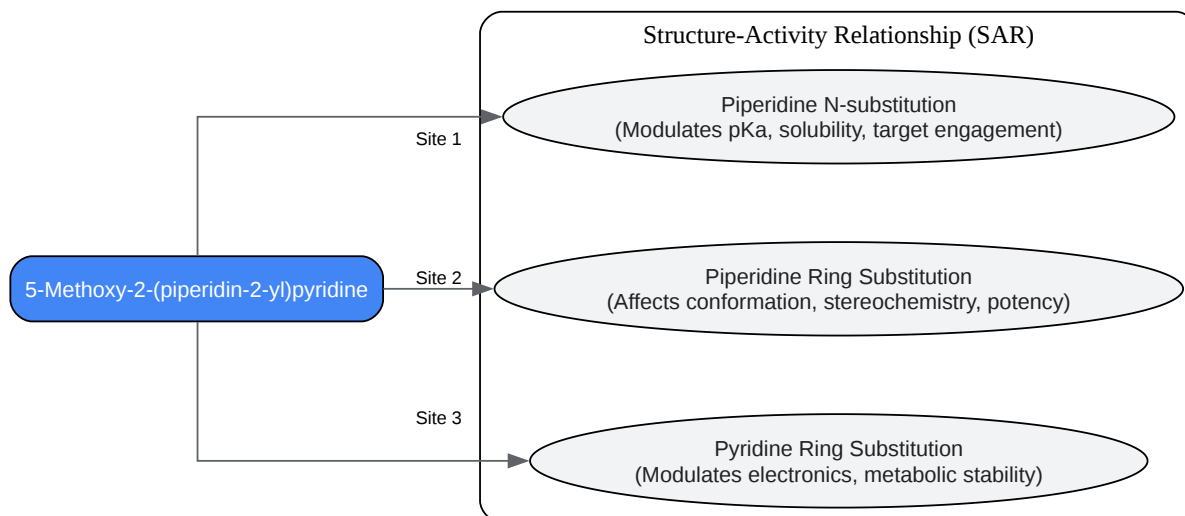 Structure-Activity Relationship (SAR)
Piperidine N-substitution
(Modulates pKa, solubility, target engagement)
Site 1
5-Methoxy-2-(piperidin-2-yl)pyridine
Site 2
Piperidine Ring Substitution
(Affects conformation, stereochemistry, potency)
Site 3
Pyridine Ring Substitution
(Modulates electronics, metabolic stability)